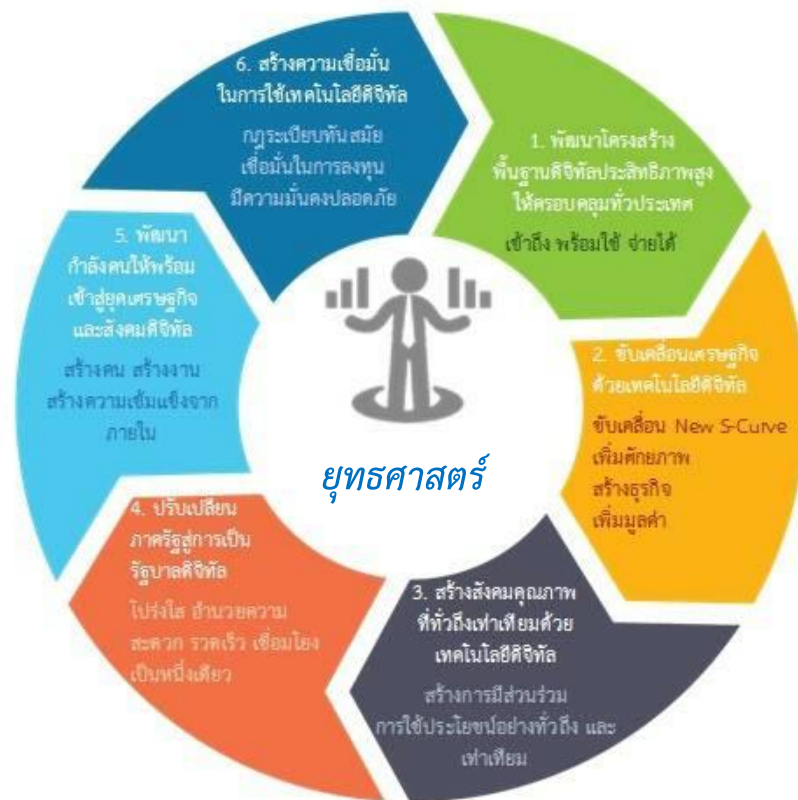 6. สร้างความเชื่อมั่น
ในการใช้เทคโนโลยีดิจิทัล
กฎระเบียบทันสมัย
เชื่อมั่นในการลงทุน
มีความมั่นคงปลอดภัย
1. พัฒนาโครงสร้าง
พื้นฐานดิจิทัลประสิทธิภาพสูง
ให้ครอบคลุมทั่วประเทศ
เข้าถึง พร้อมใช้ จ่ายได้
2. ขับเคลื่อนเศรษฐกิจ
ด้วยเทคโนโลยีดิจิทัล
ขับเคลื่อน New S-Curve
เพิ่มศักยภาพ
สร้างธุรกิจ
เพิ่มมูลค่า
3. สร้างสังคมคุณภาพ
ที่ทั่วถึงเท่าเทียมด้วย
เทคโนโลยีดิจิทัล
สร้างการมีส่วนร่วม
การใช้ประโยชน์อย่างทั่วถึง และ
เท่าเทียม
4. ปรับเปลี่ยน
ภาครัฐสู่การเป็น
รัฐบาลดิจิทัล
โปร่งใส อำนวยความ
สะดวก รวดเร็ว เชื่อมโยง
เป็นหนึ่งเดียว
5. พัฒนา
กำลังคนให้พร้อม
เข้าสู่ยุคเศรษฐกิจ
และสังคมดิจิทัล
สร้างคน สร้างงาน
สร้างความเข้มแข็งจาก
ภายใน
ยุทธศาสตร์